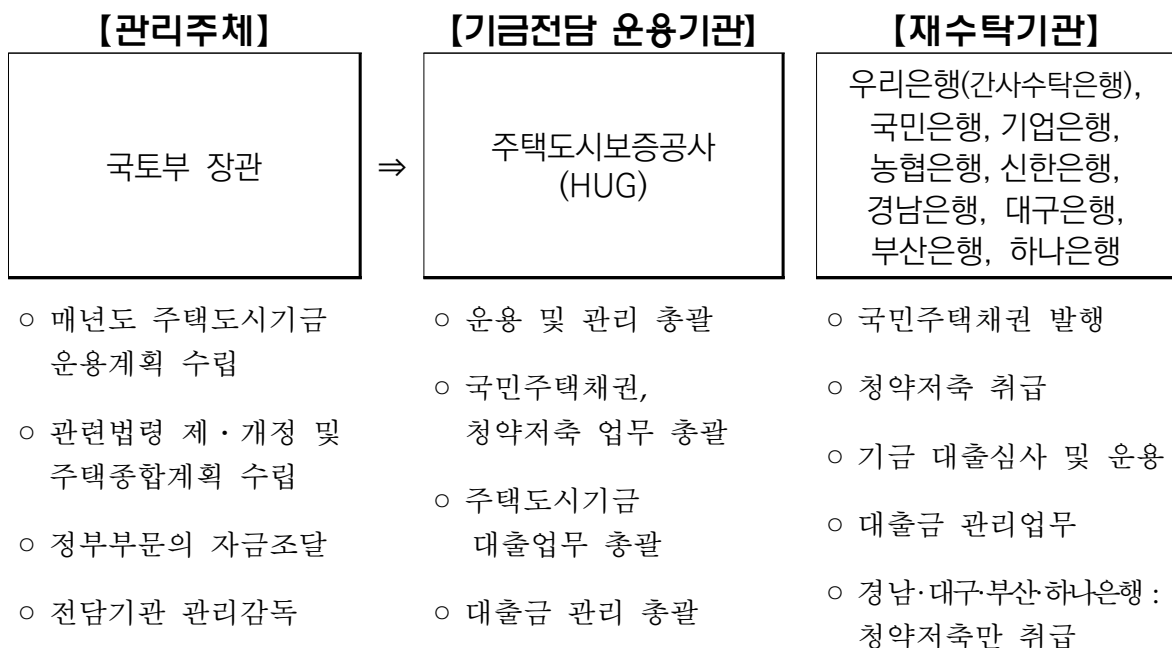 【관리주체】
국토부 장관
○ 매년도 주택도시기금
운용계획 수립
○ 관련법령 제·개정 및
주택종합계획 수립
○ 정부부문의 자금조달
○ 전담기관 관리감독
⇒
【기금전담 운용기관】
주택도시보증공사
(HUG)
○ 운용 및 관리 총괄
○ 국민주택채권,
청약저축 업무 총괄
○ 주택도시기금
대출업무 총괄
○ 대출금 관리 총괄
【재수탁기관】
우리은행(간사수탁은행),
국민은행, 기업은행,
농협은행, 신한은행,
경남은행, 대구은행,
부산은행, 하나은행
○ 국민주택채권 발행
○ 청약저축 취급
○ 기금 대출심사 및 운용
○ 대출금 관리업무
○ 경남·대구·부산·하나은행 :
청약저축만 취급